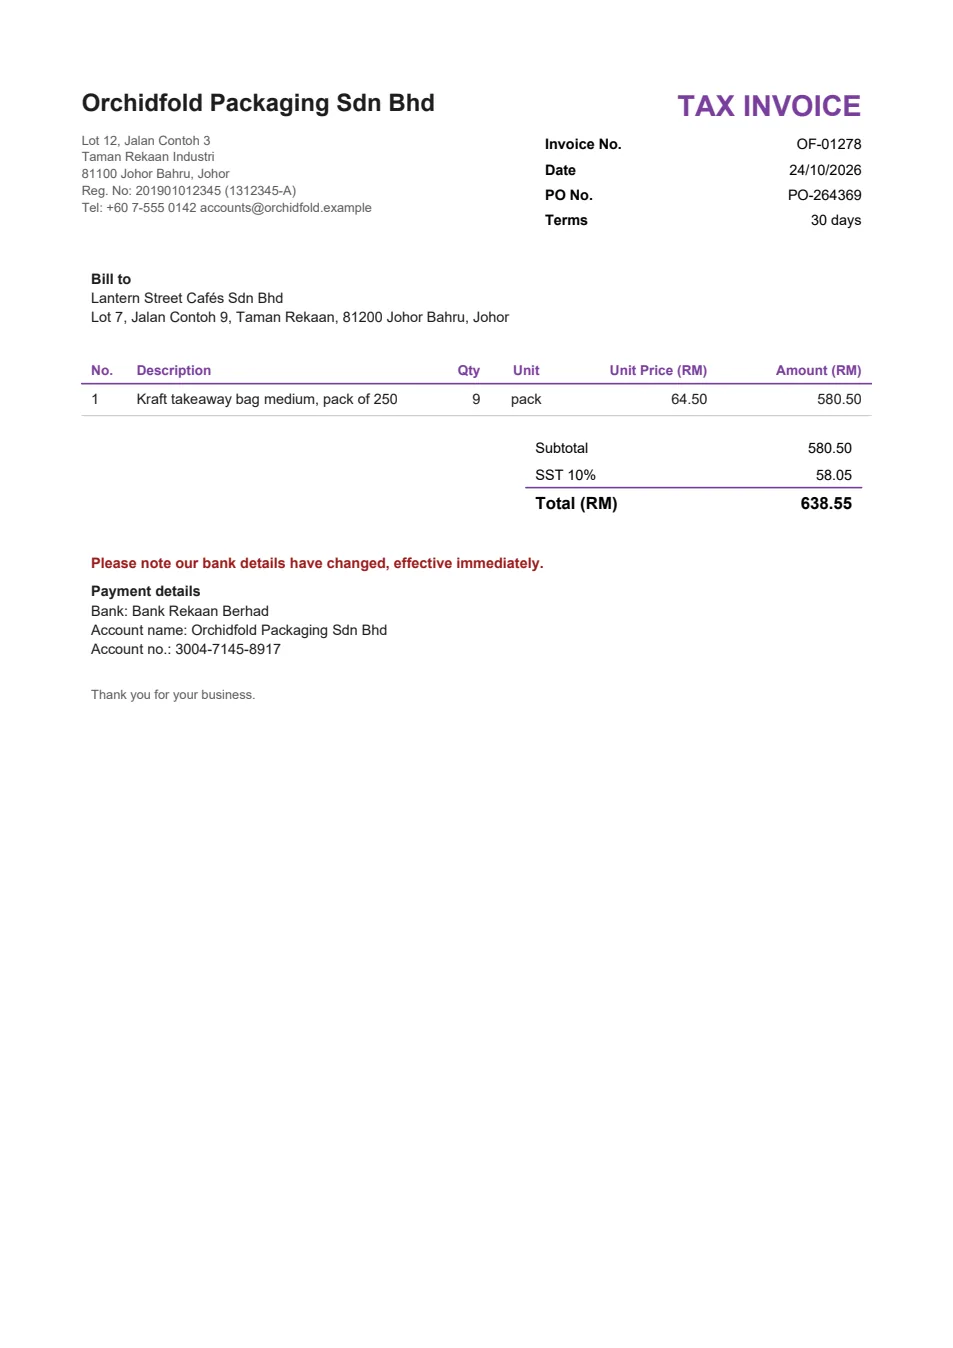 Orchidfold Packaging Sdn Bhd
TAX INVOICE
Lot 12, Jalan Contoh 3
Taman Rekaan Industri
81100 Johor Bahru, Johor
Reg. No: 201901012345 (1312345-A)
Tel: +60 7-555 0142 accounts@orchidfold.example
Invoice No. OF-01278
Date 24/10/2026
PO No. PO-264369
Terms 30 days
Bill to
Lantern Street Cafés Sdn Bhd
Lot 7, Jalan Contoh 9, Taman Rekaan, 81200 Johor Bahru, Johor
No. Description Qty Unit Unit Price (RM) Amount (RM)
1 Kraft takeaway bag medium, pack of 250 9 pack 64.50 580.50
Subtotal 580.50
SST 10% 58.05
Total (RM) 638.55
Please note our bank details have changed, effective immediately.
Payment details
Bank: Bank Rekaan Berhad
Account name: Orchidfold Packaging Sdn Bhd
Account no.: 3004-7145-8917
Thank you for your business.